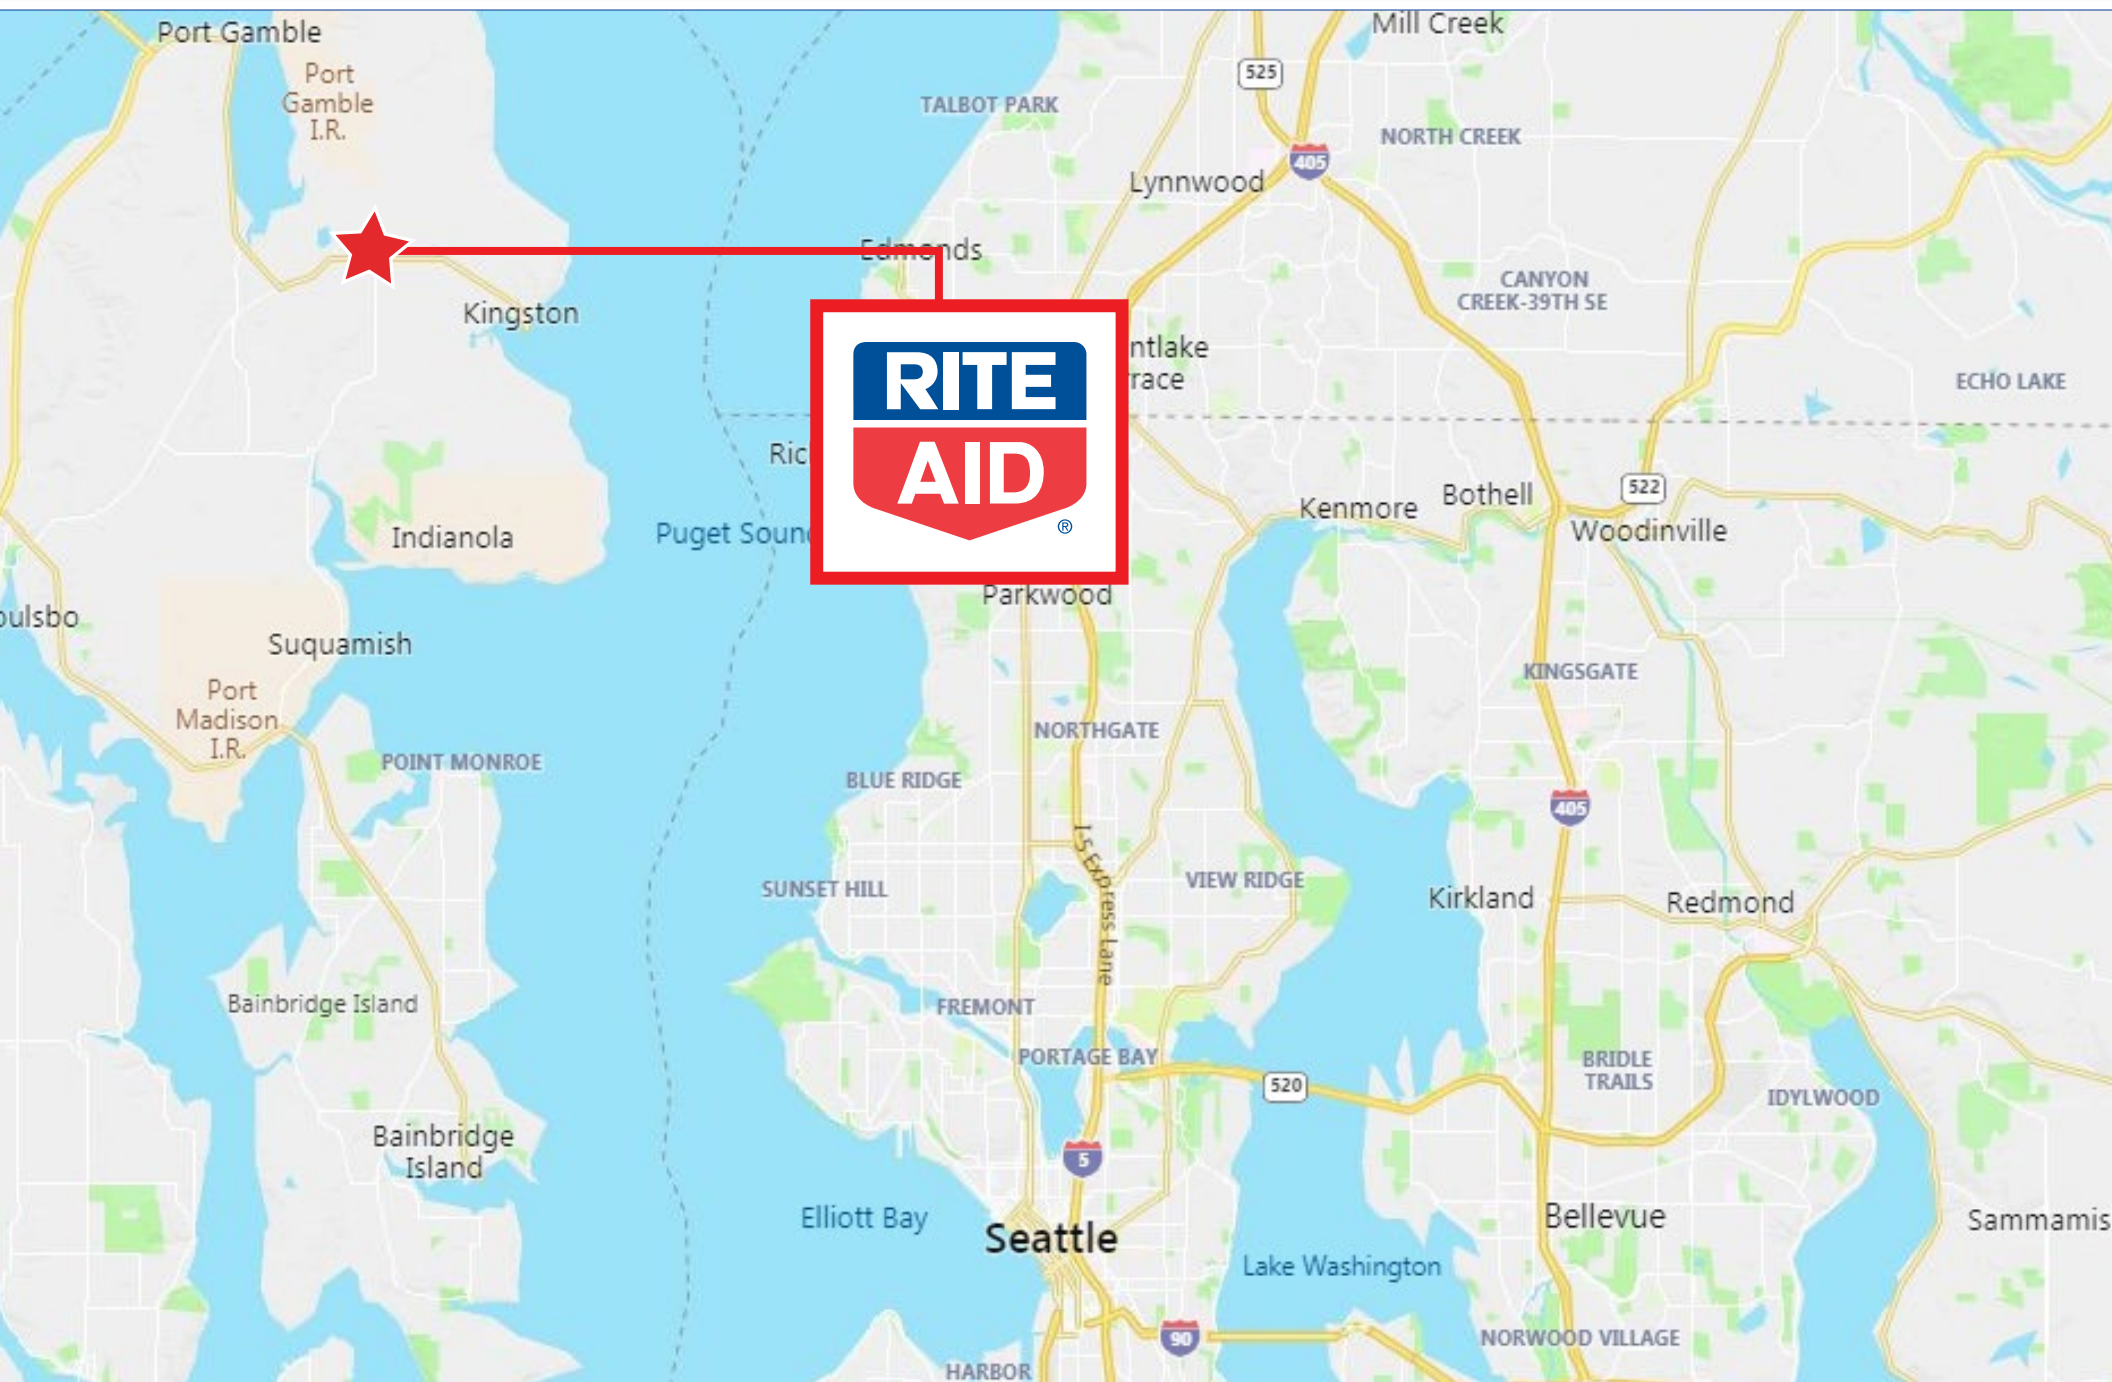 Port Gamble
Mill Creek
Port
Gamble
I.R.
525
TALBOT PARK
NORTH CREEK
405
Lynnwood
Edmonds
CANYON
CREEK-39TH SE
Kingston
ntlake
race
ECHO LAKE
RITE
AID
®
Ric
Kenmore
Bothell
522
Woodinville
Indianola
Puget Soun
Parkwood
oulsbo
Suquamish
KINGSGATE
Port
Madison
I.R.
NORTHGATE
POINT MONROE
BLUE RIDGE
405
I-5 Express Lane
SUNSET HILL
VIEW RIDGE
Kirkland
Redmond
Bainbridge Island
FREMONT
PORTAGE BAY
BRIDLE
TRAILS
520
IDYLWOOD
Bainbridge
Island
5
Elliott Bay
Seattle
Bellevue
Sammamis
Lake Washington
90
NORWOOD VILLAGE
HARBOR